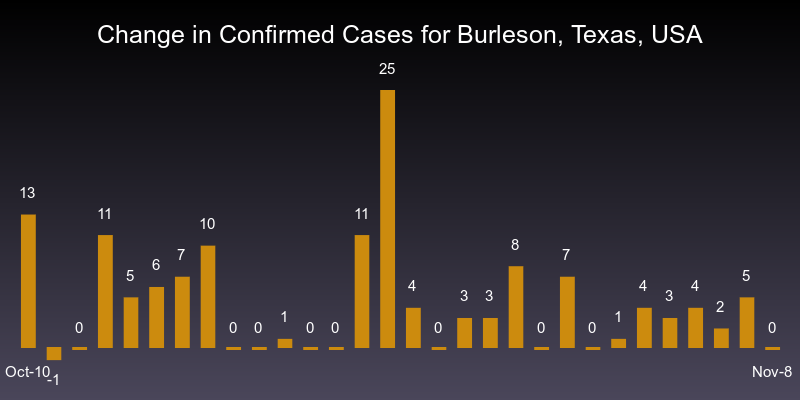 Change in Confirmed Cases for Burleson, Texas, USA
13 -1 0 11 5 6 7 10 0 0 1 0 0 11 25 4 0 3 3 8 0 7 0 1 4 3 4 2 5 0
Oct-10 Nov-8